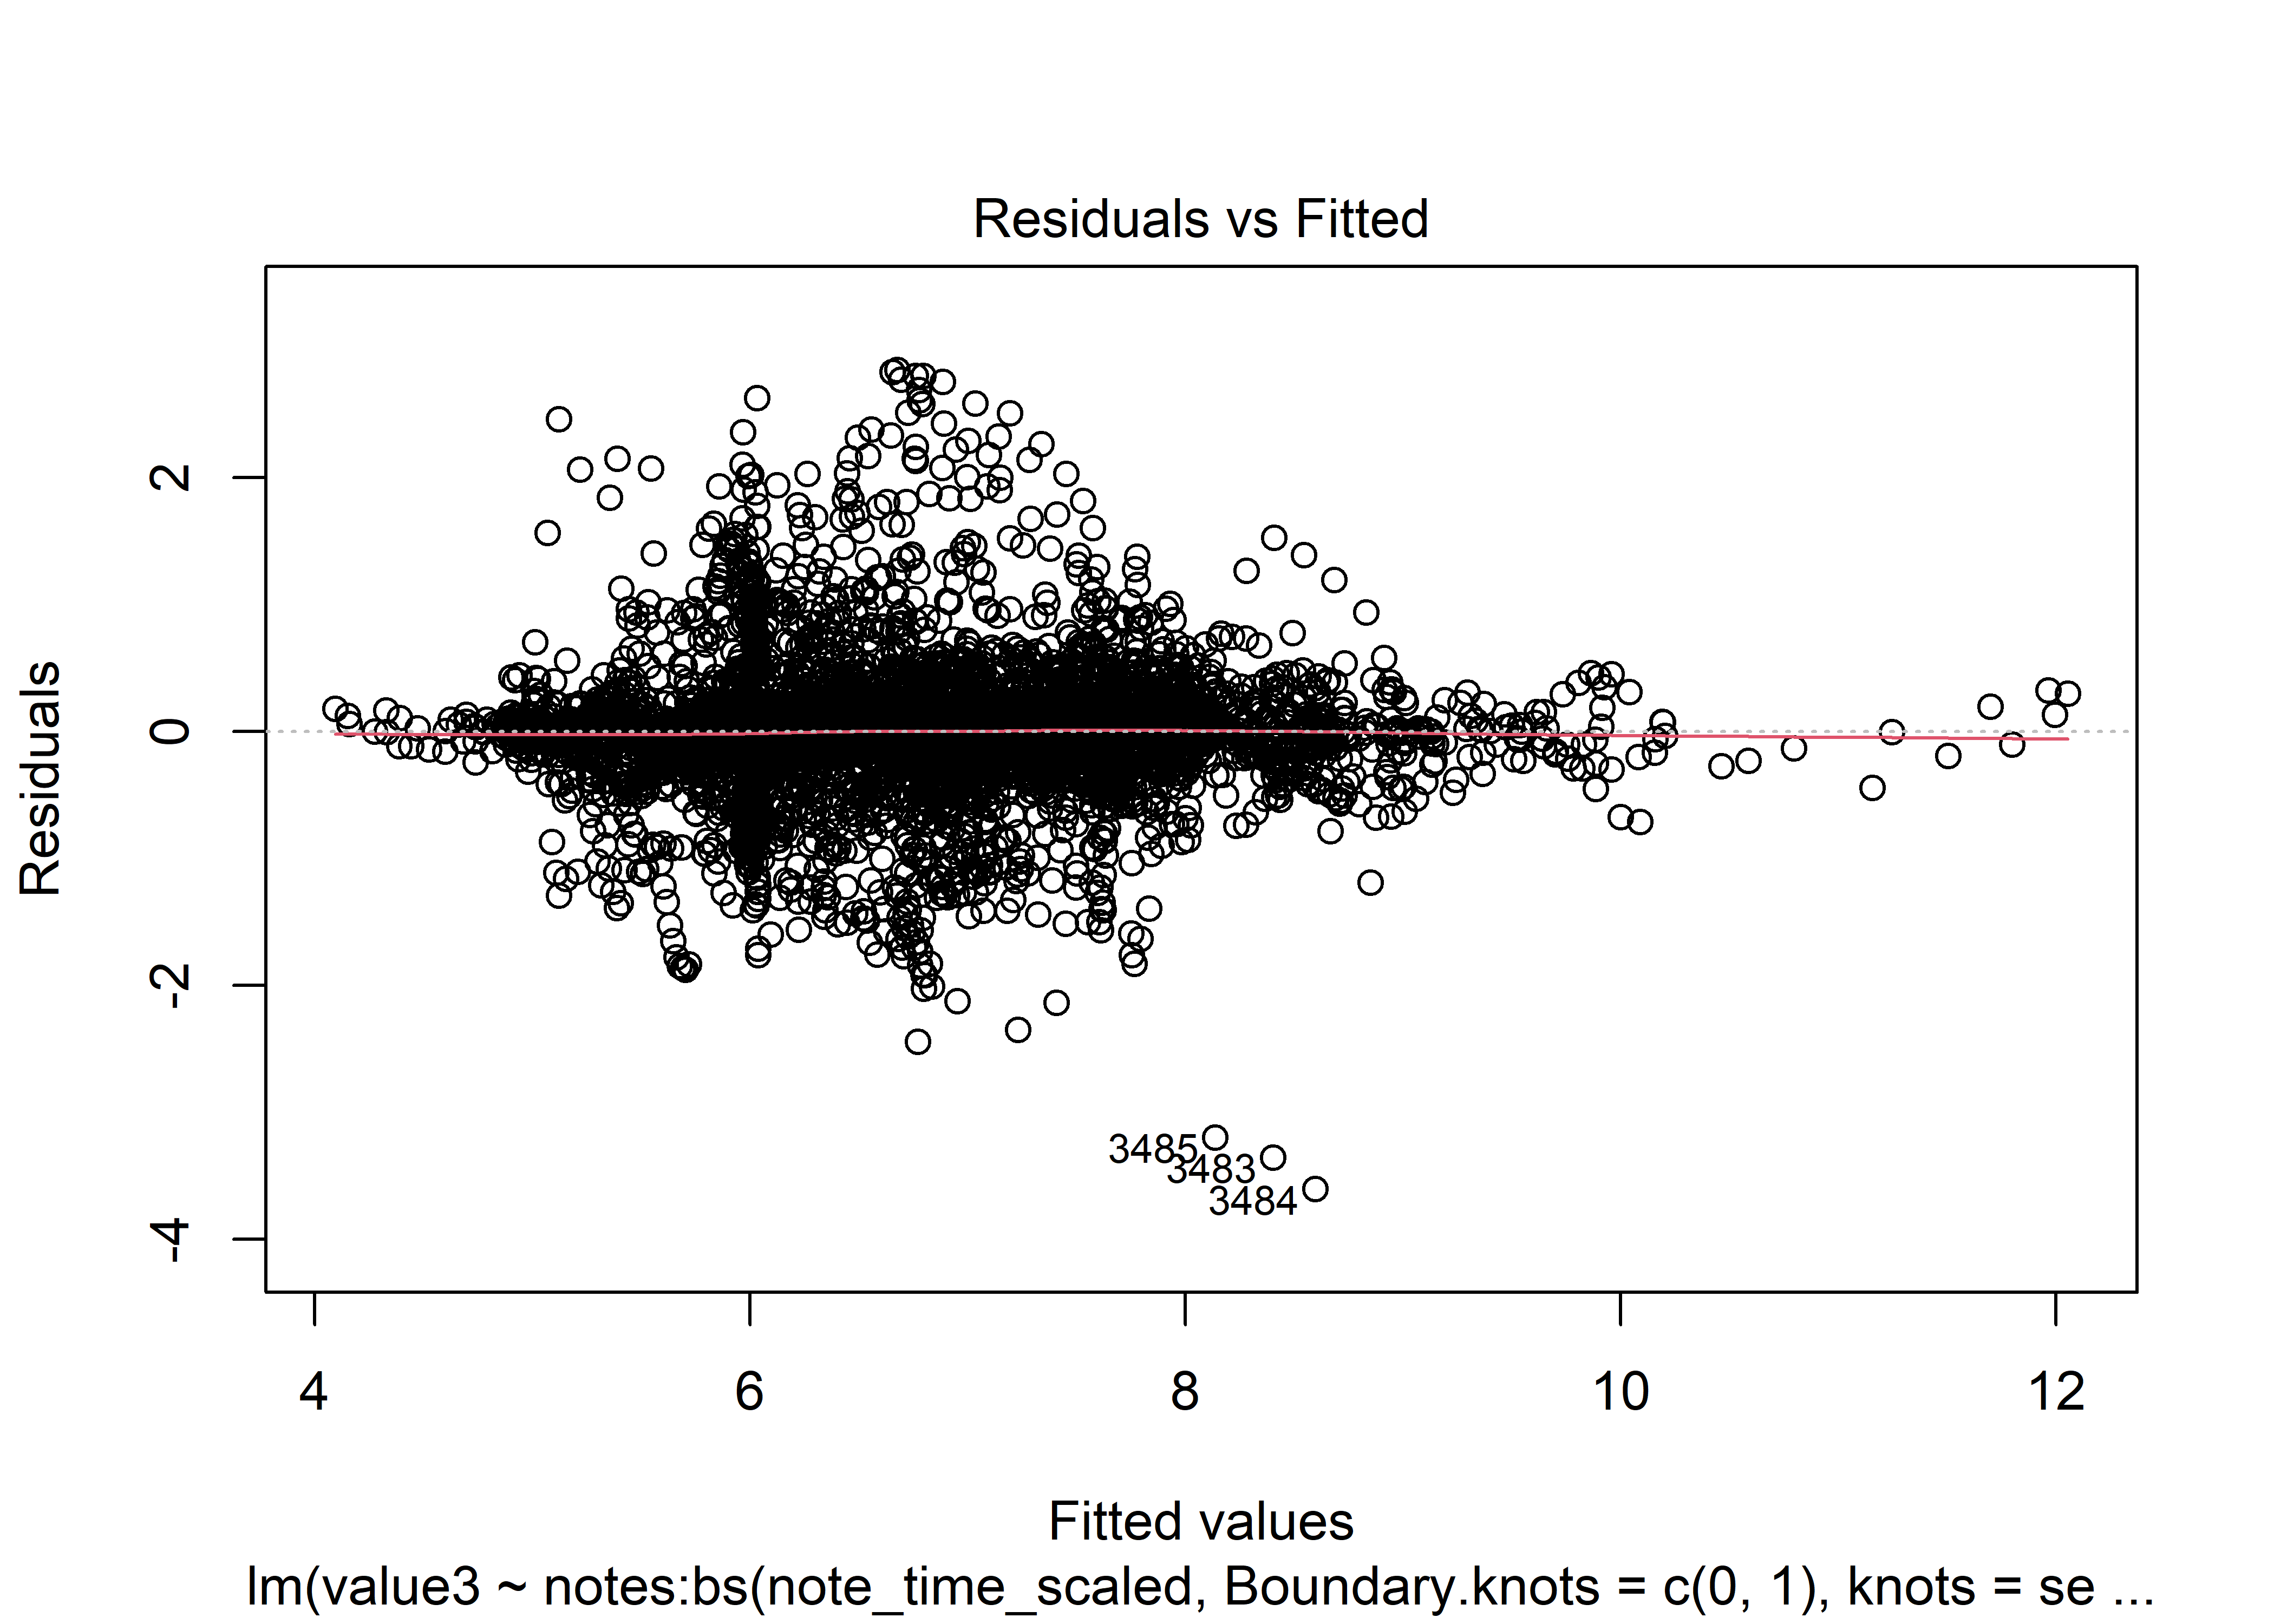 Residuals vs Fitted
Residuals
2
0
-2
-4
3485
3483
3484
4 6 8 10 12
Fitted values
lm(value3 ~ notes:bs(note_time_scaled, Boundary.knots = c(0, 1), knots = se ...